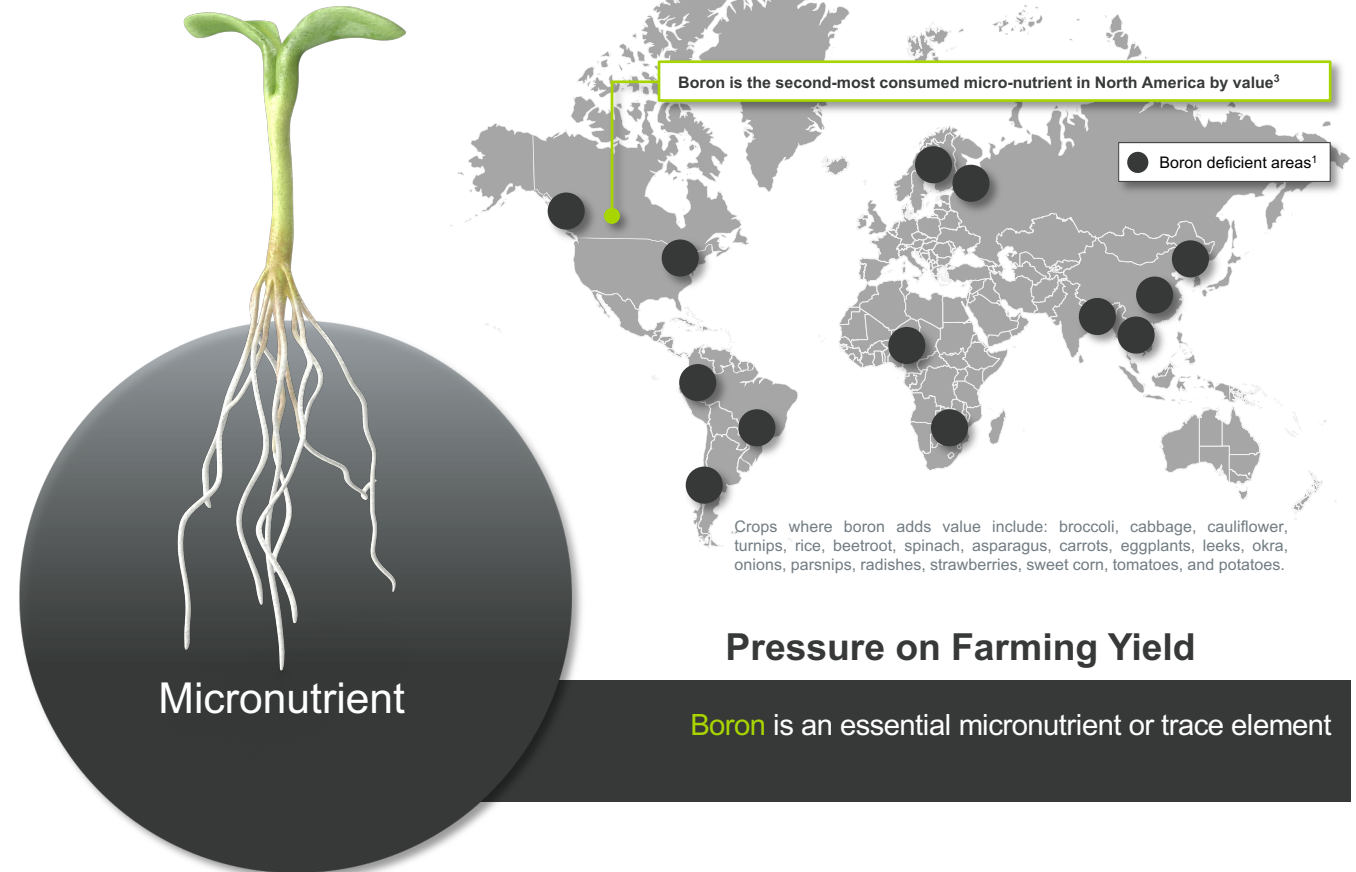 Boron is the second-most consumed micro-nutrient in North America by value³
Boron deficient areas¹
Crops where boron adds value include: broccoli, cabbage, cauliflower,
turnips, rice, beetroot, spinach, asparagus, carrots, eggplants, leeks, okra,
onions, parsnips, radishes, strawberries, sweet corn, tomatoes, and potatoes.
Pressure on Farming Yield
Micronutrient
Boron is an essential micronutrient or trace element